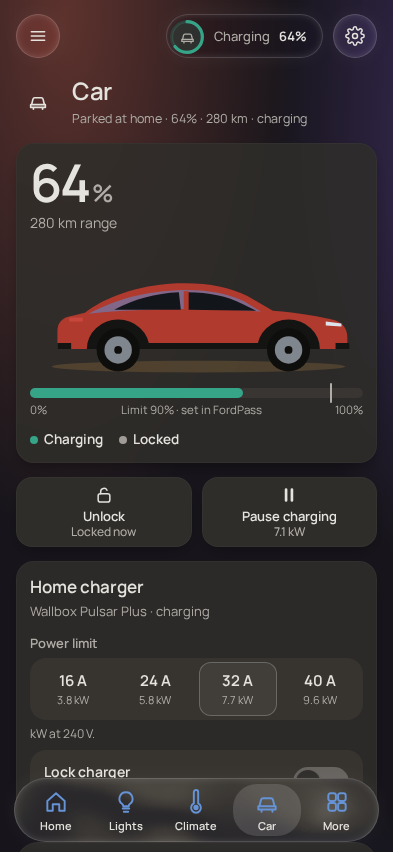 Charging 64%
Car
Parked at home · 64% · 280 km · charging
64%
280 km range
0% Limit 90% · set in FordPass 100%
Charging Locked
Unlock
Locked now
Pause charging
7.1 kW
Home charger
Wallbox Pulsar Plus · charging
Power limit
16 A 24 A 32 A 40 A
3.8 kW 5.8 kW 7.7 kW 9.6 kW
kW at 240 V.
Lock charger
Home Lights Climate Car More